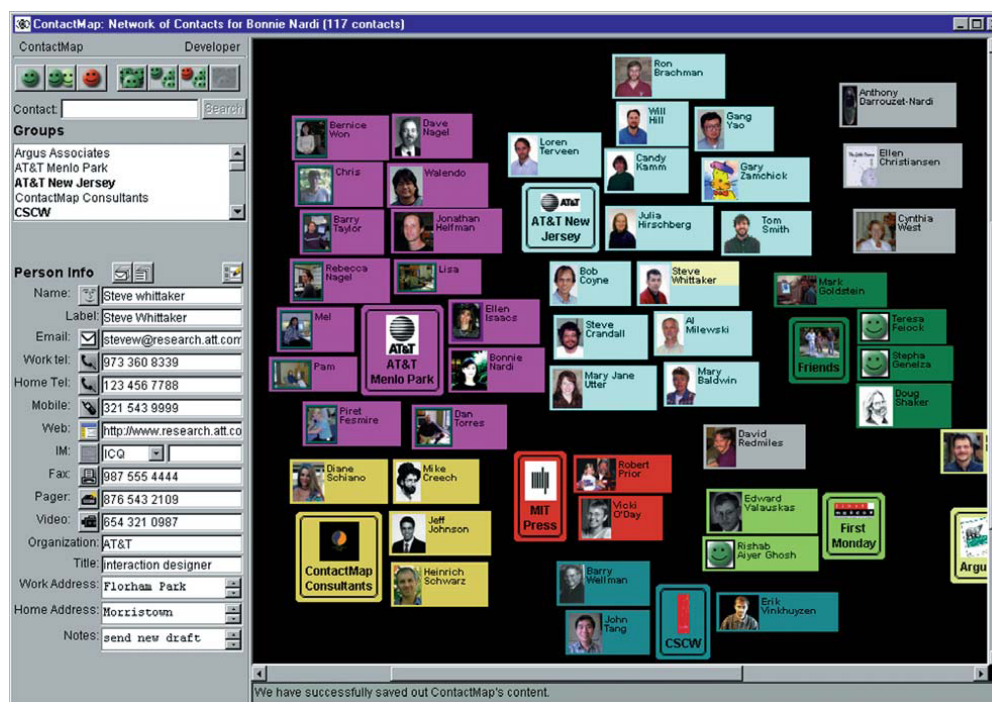 ContactMap: Network of Contacts for Bonnie Nardi (117 contacts)
ContactMap
Developer
Contact:
Search
Groups
Argus Associates
AT&T Menlo Park
AT&T New Jersey
ContactMap Consultants
CSCW
Person Info
Name: Steve whittaker
Label: Steve Whittaker
Email: stevew@research.att.com
Work tel: 973 360 8339
Home Tel: 123 456 7788
Mobile: 321 543 9999
Web: http://www.research.att.co
IM: ICQ
Fax: 987 555 4444
Pager: 876 543 2109
Video: 654 321 0987
Organization: AT&T
Title: interaction designer
Work Address: Florham Park
Home Address: Morristown
Notes: send new draft
Bernice
Won
Dave
Nagel
Chris
Walendo
Barry
Taylor
Jonathan
Helfman
Rebecca
Nagel
Lisa
Mel
Pam
AT&T
AT&T
Menlo Park
Ellen
Isaacs
Bonnie
Nardi
Piret
Fesmire
Dan
Torres
Ron
Brachman
Will
Hill
Gang
Yao
Loren
Terveen
Candy
Kamm
Gary
Zamchick
AT&T
AT&T New
Jersey
Julia
Hirschberg
Tom
Smith
Bob
Coyne
Steve
Whittaker
Steve
Crandall
Al
Milewski
Mary Jane
Utter
Mary
Baldwin
Anthony
Darrouzet-Nardi
Ellen
Christiansen
Cynthia
West
Mark
Goldstein
Friends
Teresa
Feiock
Stepha
Geneiza
Doug
Shaker
David
Redmiles
Diane
Schiano
Mike
Creech
ContactMap
Consultants
Jeff
Johnson
Heinrich
Schwarz
MIT
Press
Robert
Prior
Vicki
O'Day
Edward
Valauskas
Rishab
Aiyer Ghosh
First
Monday
Argu
Barry
Wellman
John
Tang
CSCW
Erik
Vinkhuyzen
We have successfully saved out ContactMap's content.